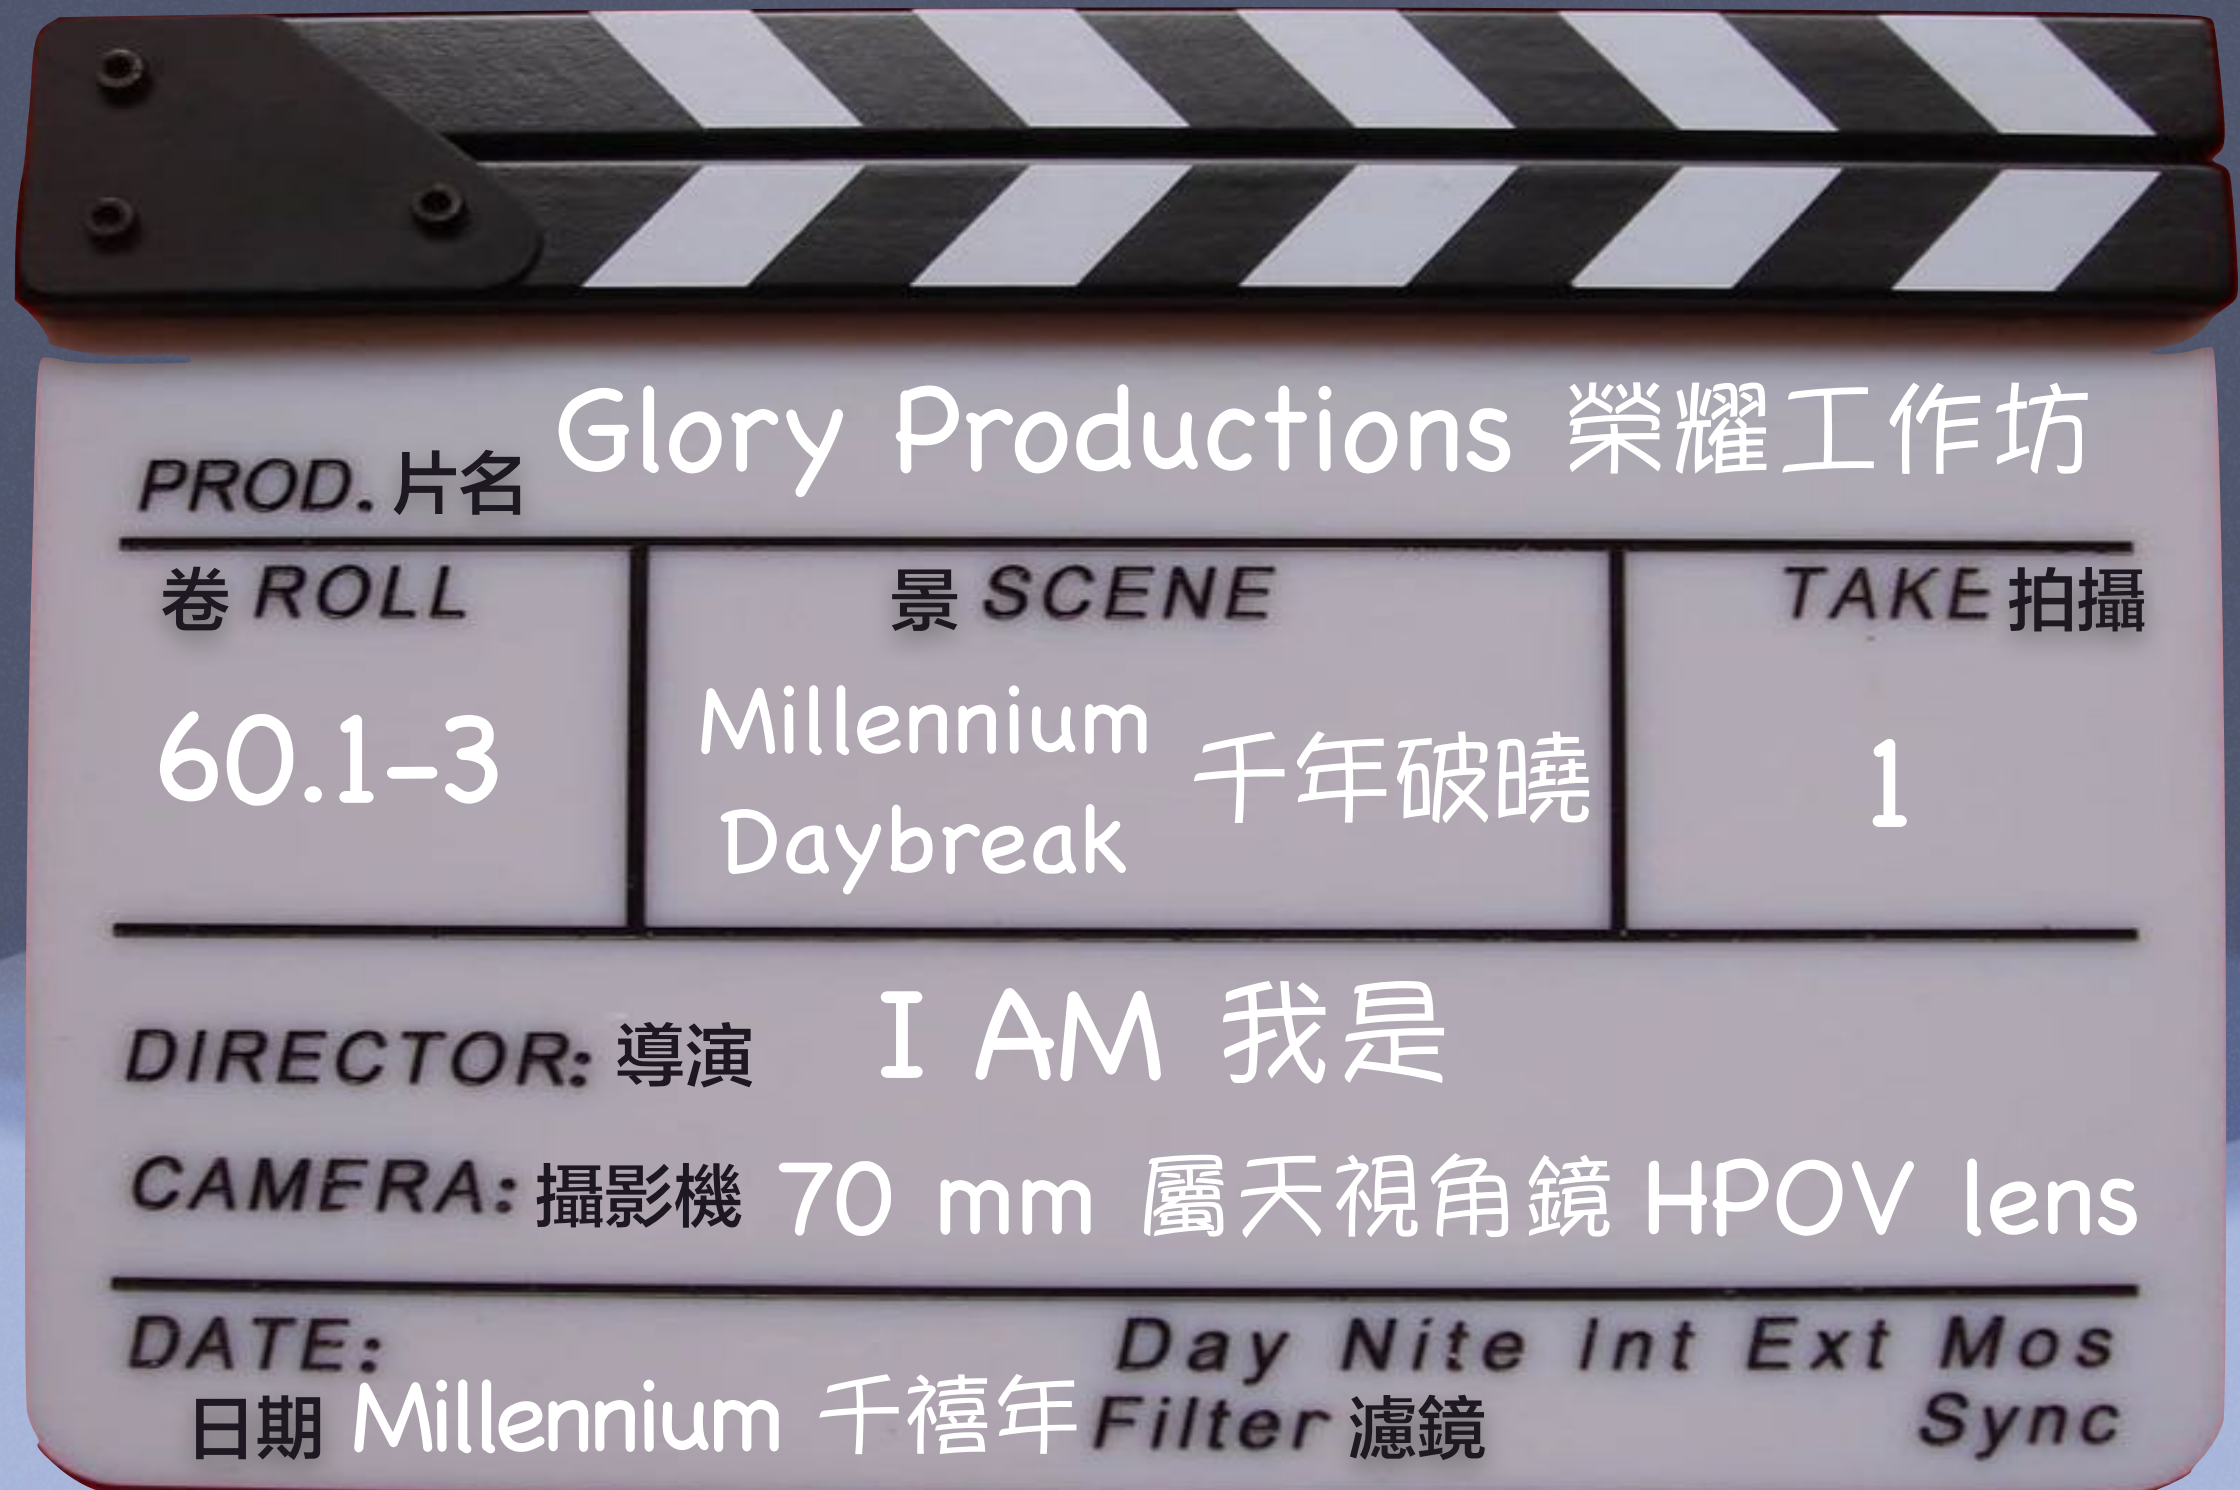 Glory Productions 榮耀工作坊
PROD. 片名
卷 ROLL
景 SCENE
TAKE 拍攝
60.1-3
Millennium
Daybreak
千年破曉
1
DIRECTOR: 導演 I AM 我是
CAMERA: 攝影機 70 mm 屬天視角鏡 HPOV lens
DATE:
日期 Millennium 千禧年
Day Nite Int Ext Mos
Filter 濾鏡 Sync